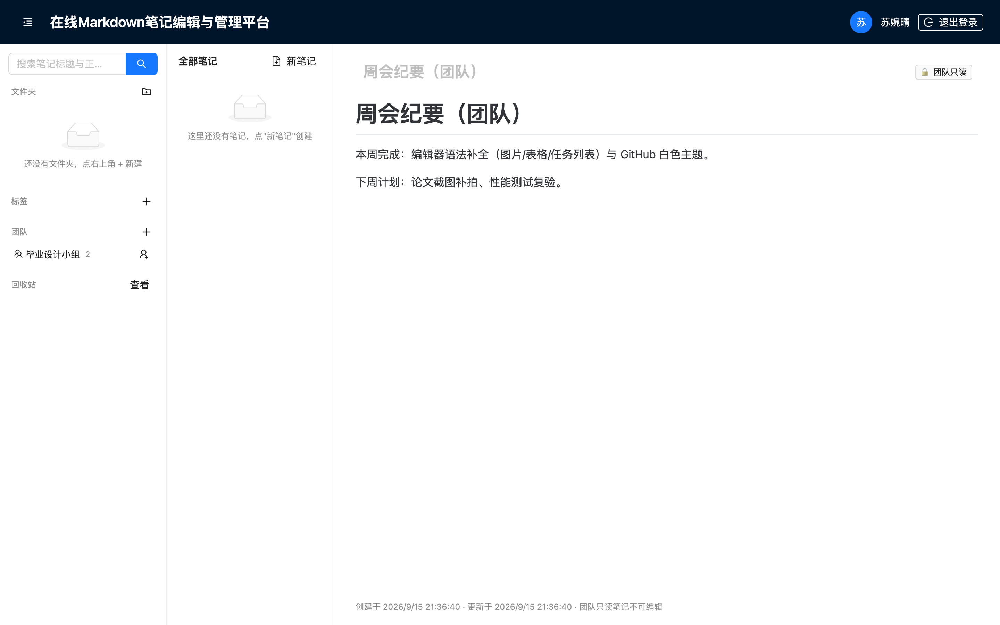 在线Markdown笔记编辑与管理平台
苏 苏婉晴 退出登录
搜索笔记标题与正...
文件夹
还没有文件夹，点右上角 + 新建
标签
团队
毕业设计小组 2
回收站 查看
全部笔记 新笔记
这里还没有笔记，点"新笔记"创建
周会纪要（团队） 团队只读
周会纪要（团队）
本周完成：编辑器语法补全（图片/表格/任务列表）与 GitHub 白色主题。
下周计划：论文截图补拍、性能测试复验。
创建于 2026/9/15 21:36:40 · 更新于 2026/9/15 21:36:40 · 团队只读笔记不可编辑